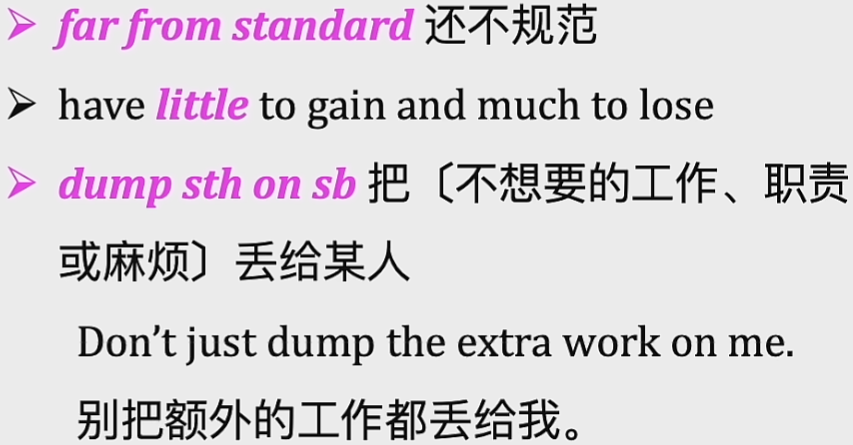 ➢ far from standard 还不规范
➢ have little to gain and much to lose
➢ dump sth on sb 把〔不想要的工作、职责
或麻烦〕丢给某人
Don’t just dump the extra work on me.
别把额外的工作都丢给我。